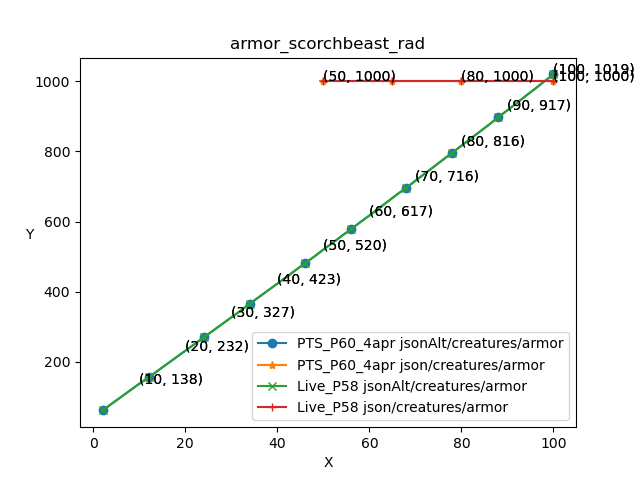 armor_scorchbeast_rad
(100, 1019)
(50, 1000)
(80, 1000)
(100, 1000)
(90, 917)
(80, 816)
(70, 716)
(60, 617)
(50, 520)
(40, 423)
(30, 327)
(20, 232)
(10, 138)
1000
800
600
400
200
Y
PTS_P60_4apr jsonAlt/creatures/armor
PTS_P60_4apr json/creatures/armor
Live_P58 jsonAlt/creatures/armor
Live_P58 json/creatures/armor
0 20 40 60 80 100
X